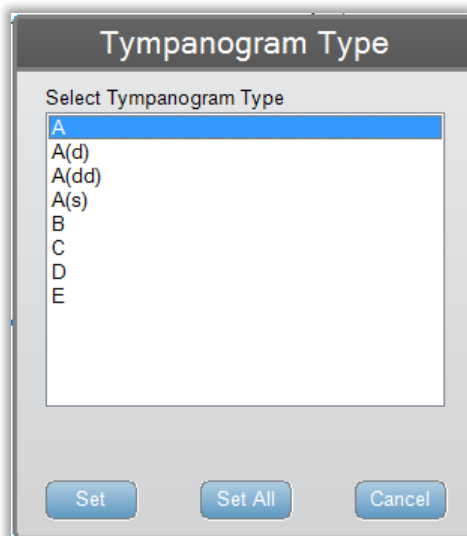 Tympanogram Type
Select Tympanogram Type
A
A(d)
A(dd)
A(s)
B
C
D
E
Set Set All Cancel